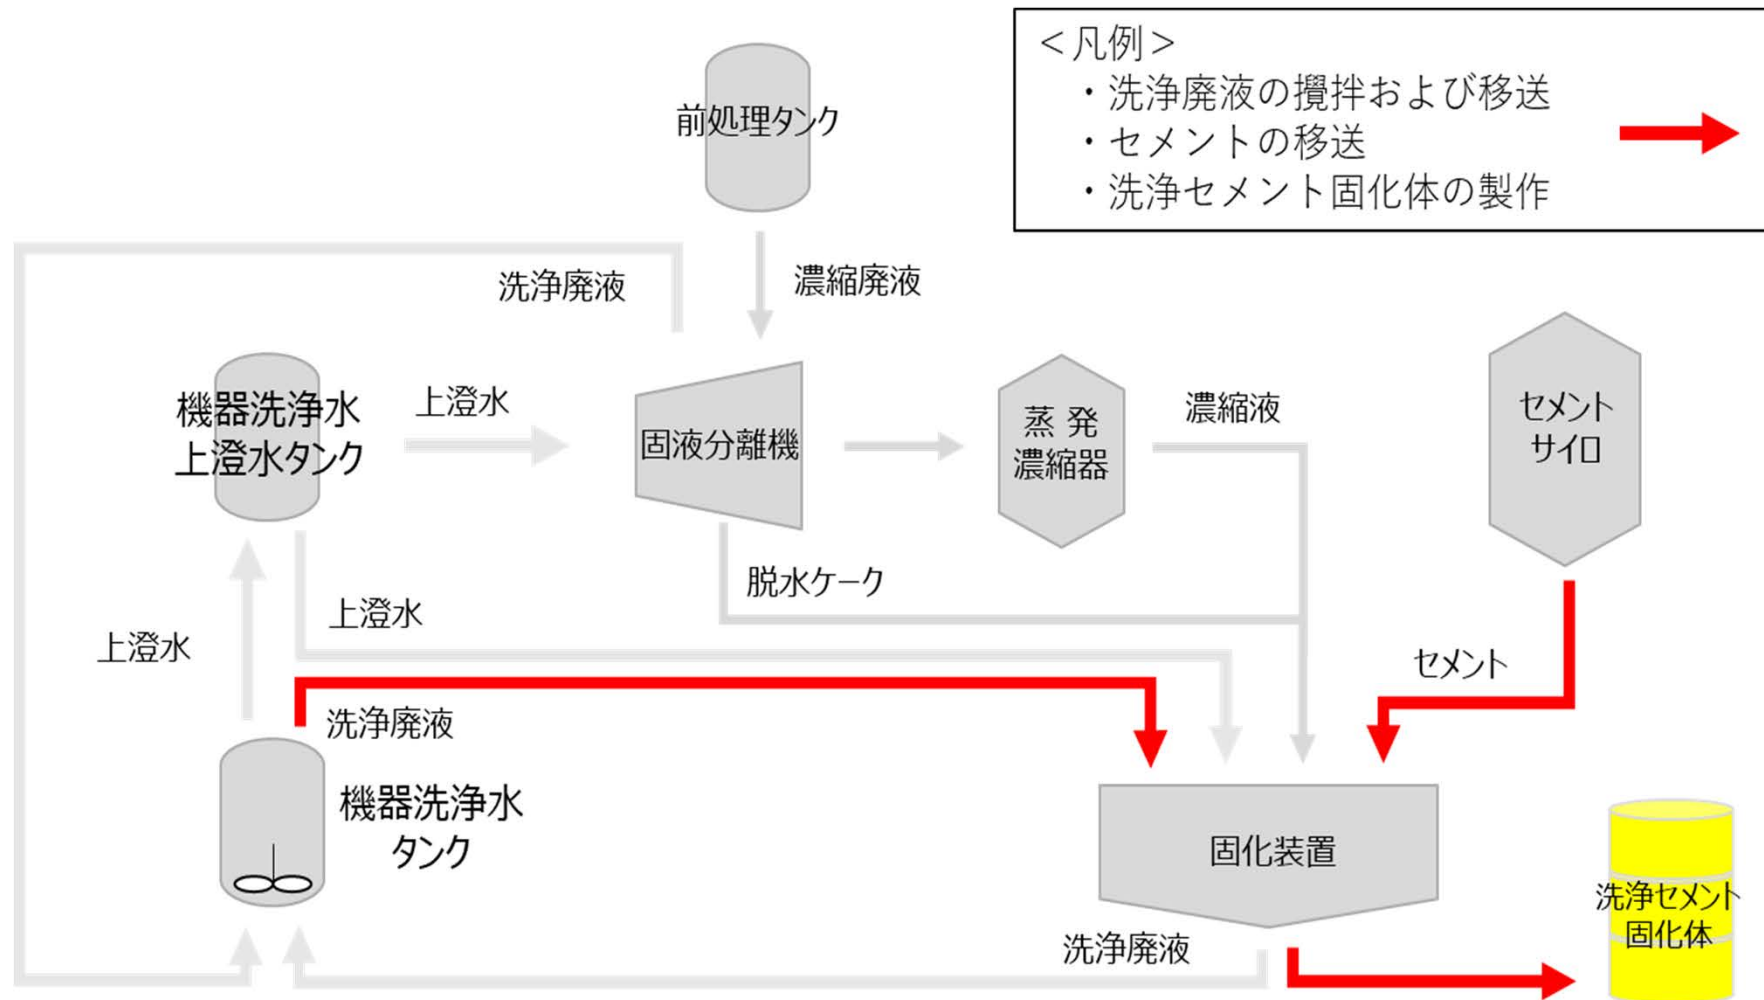 <凡例>
・洗浄廃液の攪拌および移送
・セメントの移送
・洗浄セメント固化体の製作
前処理タンク
洗浄廃液
濃縮廃液
機器洗浄水
上澄水タンク
上澄水
固液分離機
蒸発
濃縮器
濃縮液
セメント
サイロ
脱水ケーク
上澄水
上澄水
セメント
洗浄廃液
機器洗浄水
タンク
固化装置
洗浄セメント
固化体
洗浄廃液